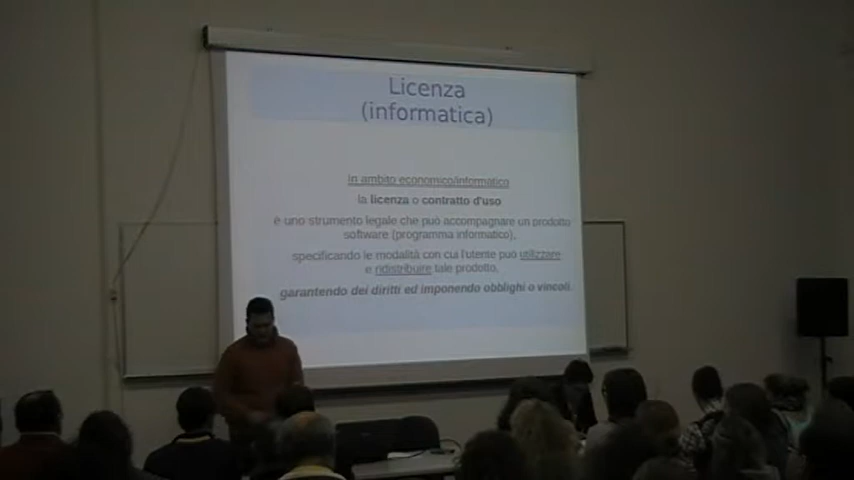 Licenza
(informatica)
In ambito economico/informatico
la licenza o contratto d'uso
è uno strumento legale che può accompagnare un prodotto
software (programma informatico),
specificando le modalità con cui l'utente può utilizzare
e ridistribuire tale prodotto,
garantendo dei diritti ed imponendo obblighi o vincoli.